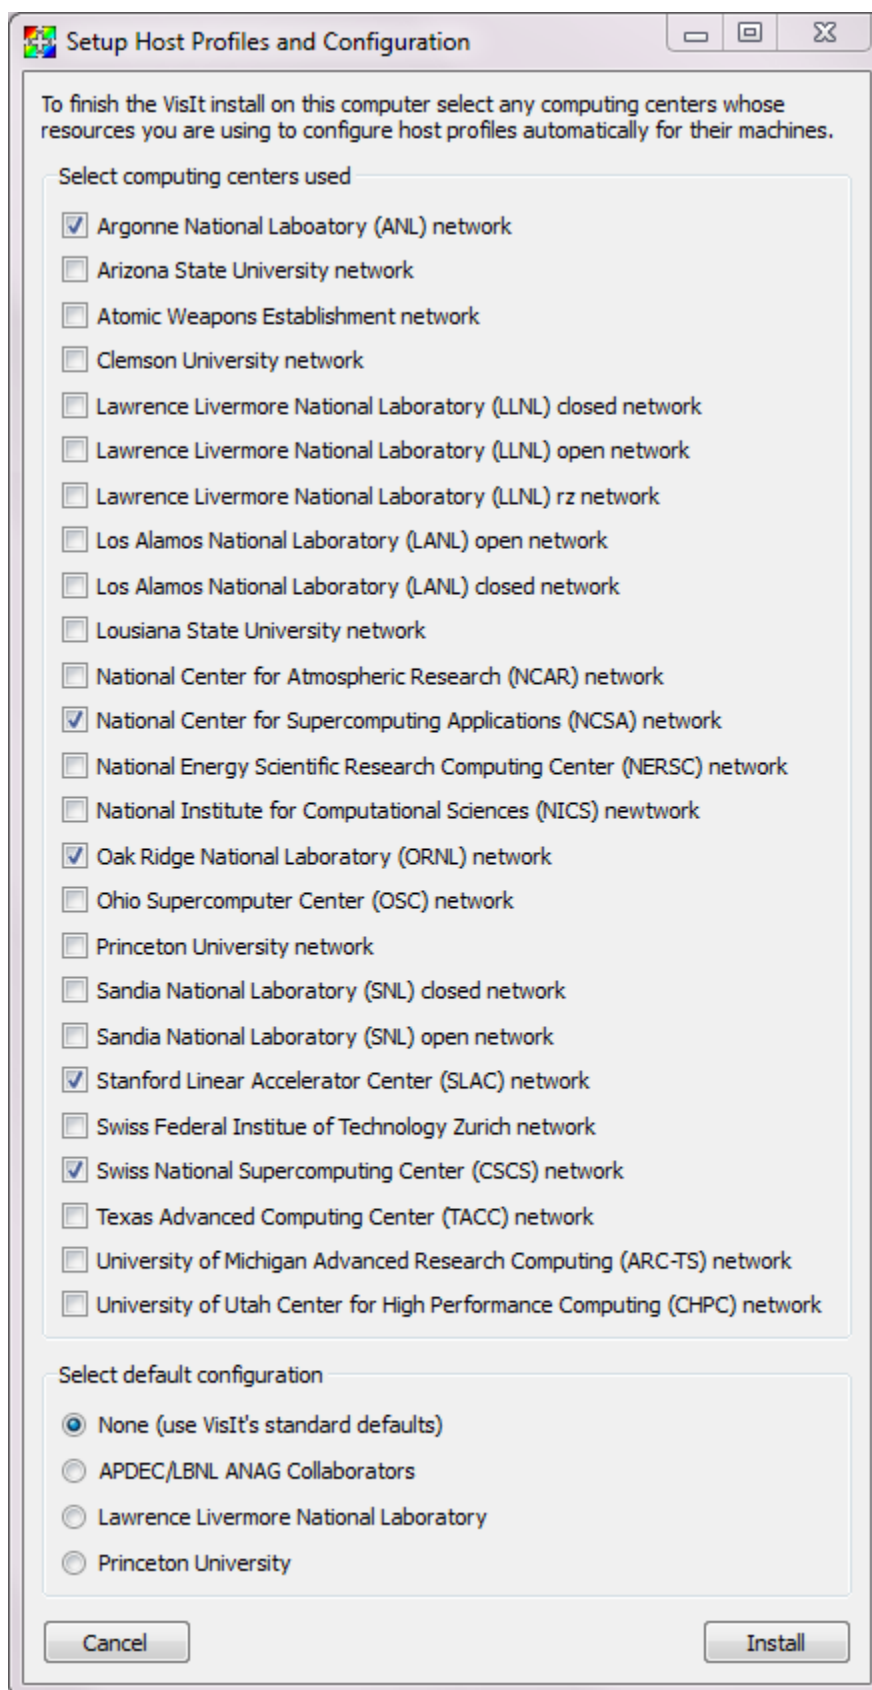 Setup Host Profiles and Configuration
To finish the VisIt install on this computer select any computing centers whose
resources you are using to configure host profiles automatically for their machines.
Select computing centers used
Argonne National Laboatory (ANL) network
Arizona State University network
Atomic Weapons Establishment network
Clemson University network
Lawrence Livermore National Laboratory (LLNL) closed network
Lawrence Livermore National Laboratory (LLNL) open network
Lawrence Livermore National Laboratory (LLNL) rz network
Los Alamos National Laboratory (LANL) open network
Los Alamos National Laboratory (LANL) closed network
Lousiana State University network
National Center for Atmospheric Research (NCAR) network
National Center for Supercomputing Applications (NCSA) network
National Energy Scientific Research Computing Center (NERSC) network
National Institute for Computational Sciences (NICS) newtwork
Oak Ridge National Laboratory (ORNL) network
Ohio Supercomputer Center (OSC) network
Princeton University network
Sandia National Laboratory (SNL) closed network
Sandia National Laboratory (SNL) open network
Stanford Linear Accelerator Center (SLAC) network
Swiss Federal Institue of Technology Zurich network
Swiss National Supercomputing Center (CSCS) network
Texas Advanced Computing Center (TACC) network
University of Michigan Advanced Research Computing (ARC-TS) network
University of Utah Center for High Performance Computing (CHPC) network
Select default configuration
None (use VisIt's standard defaults)
APDEC/LBNL ANAG Collaborators
Lawrence Livermore National Laboratory
Princeton University
Cancel
Install